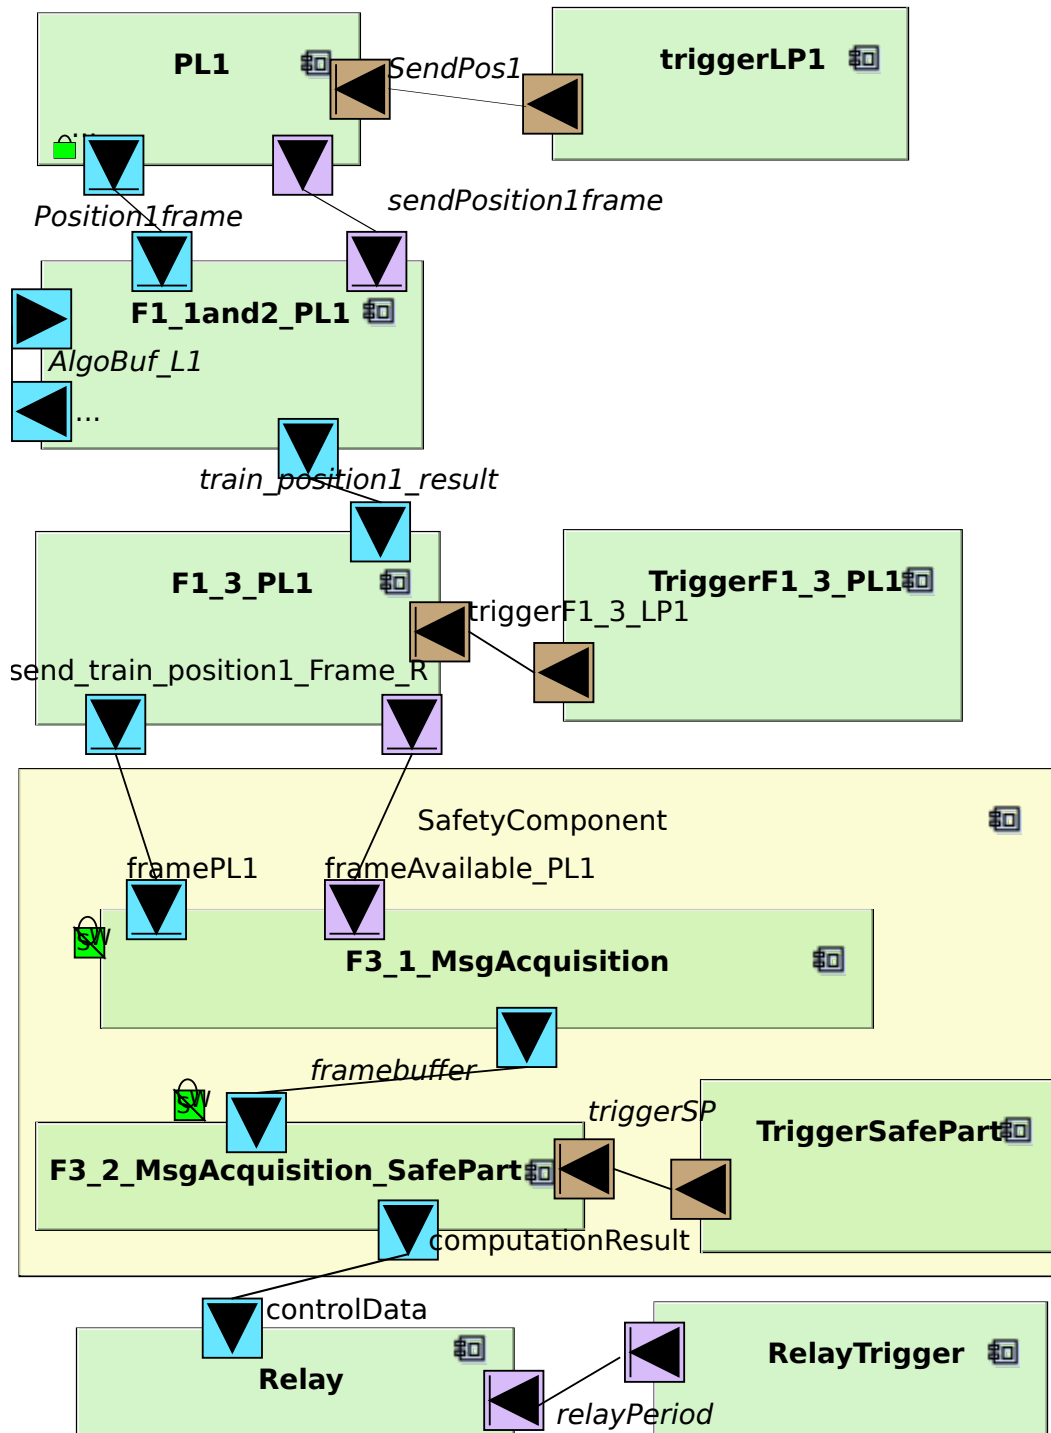 PL1
SendPos1
triggerLP1
...
Position1frame
sendPosition1frame
F1_1and2_PL1
AlgoBuf_L1
...
train_position1_result
F1_3_PL1
TriggerF1_3_PL1
triggerF1_3_LP1
send_train_position1_Frame_R
SafetyComponent
framePL1
frameAvailable_PL1
SW
F3_1_MsgAcquisition
framebuffer
SW
triggerSP
TriggerSafePart
F3_2_MsgAcquisition_SafePart
computationResult
controlData
Relay
RelayTrigger
relayPeriod